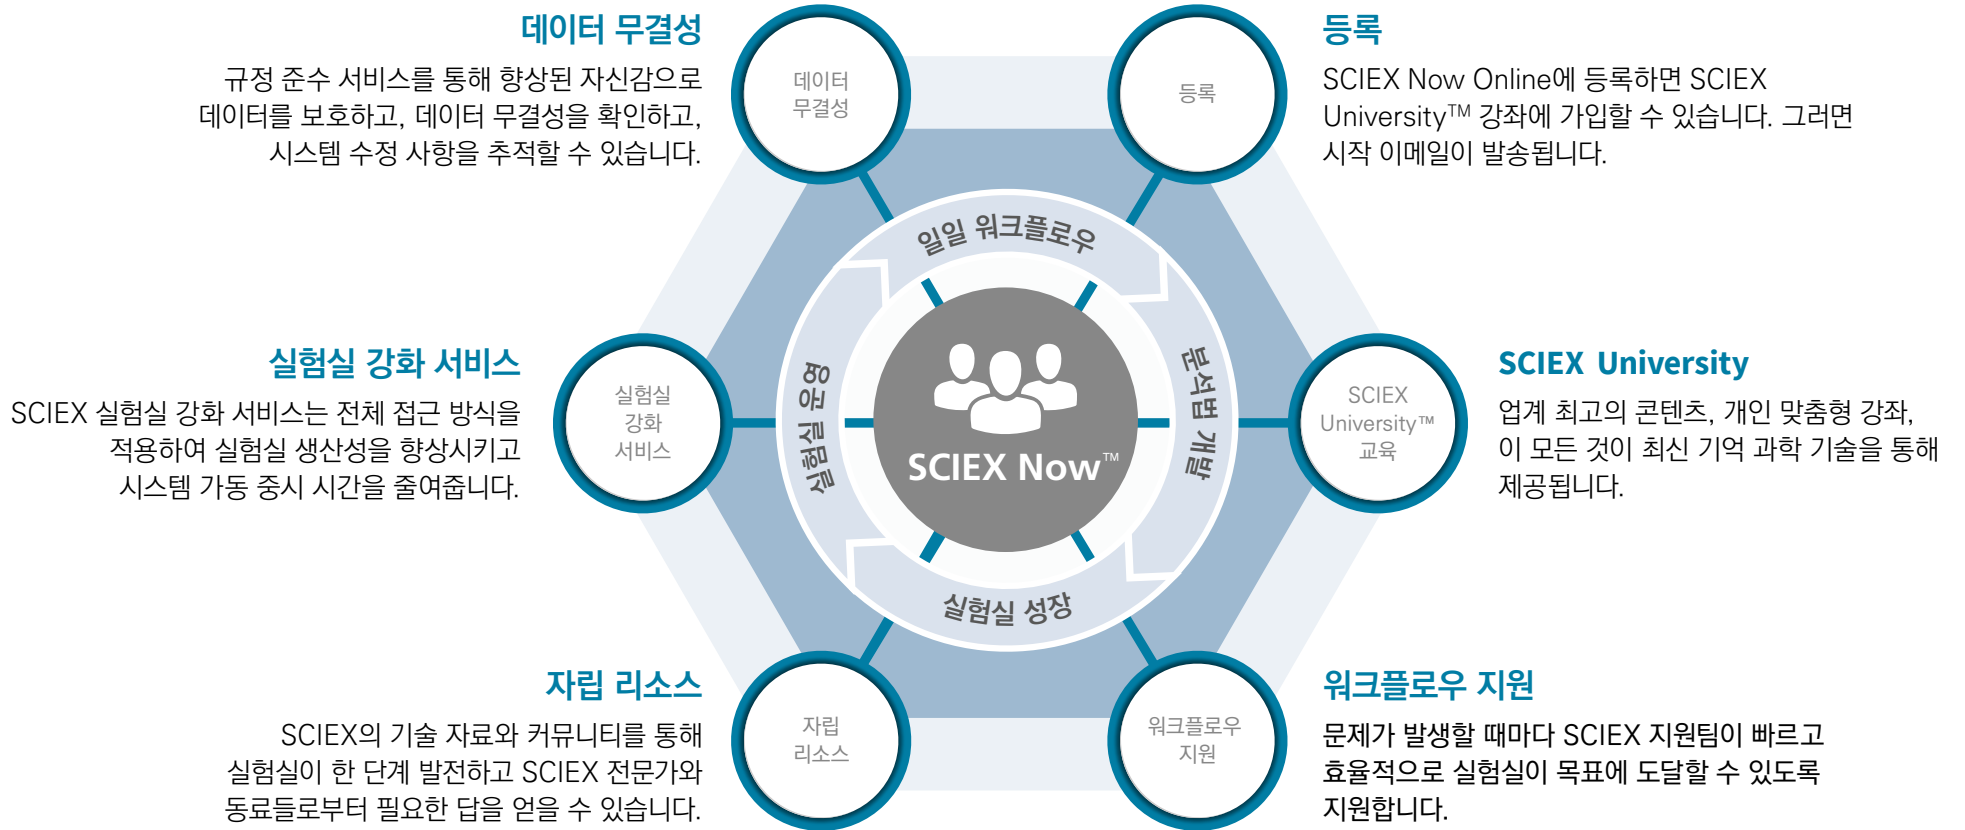 데이터 무결성
규정 준수 서비스를 통해 향상된 자신감으로
데이터를 보호하고, 데이터 무결성을 확인하고,
시스템 수정 사항을 추적할 수 있습니다.
데이터
무결성
등록
등록
SCIEX Now Online에 등록하면 SCIEX
University™ 강좌에 가입할 수 있습니다. 그러면
시작 이메일이 발송됩니다.
일일 워크플로우
실험실 강화 서비스
SCIEX 실험실 강화 서비스는 전체 접근 방식을
적용하여 실험실 생산성을 향상시키고
시스템 가동 중시 시간을 줄여줍니다.
실험실
강화
서비스
실험실 운영
SCIEX Now™
분석법 개발
SCIEX
University™
교육
SCIEX University
업계 최고의 콘텐츠, 개인 맞춤형 강좌,
이 모든 것이 최신 기억 과학 기술을 통해
제공됩니다.
실험실 성장
자립 리소스
SCIEX의 기술 자료와 커뮤니티를 통해
실험실이 한 단계 발전하고 SCIEX 전문가와
동료들로부터 필요한 답을 얻을 수 있습니다.
자립
리소스
워크플로우
지원
워크플로우 지원
문제가 발생할 때마다 SCIEX 지원팀이 빠르고
효율적으로 실험실이 목표에 도달할 수 있도록
지원합니다.